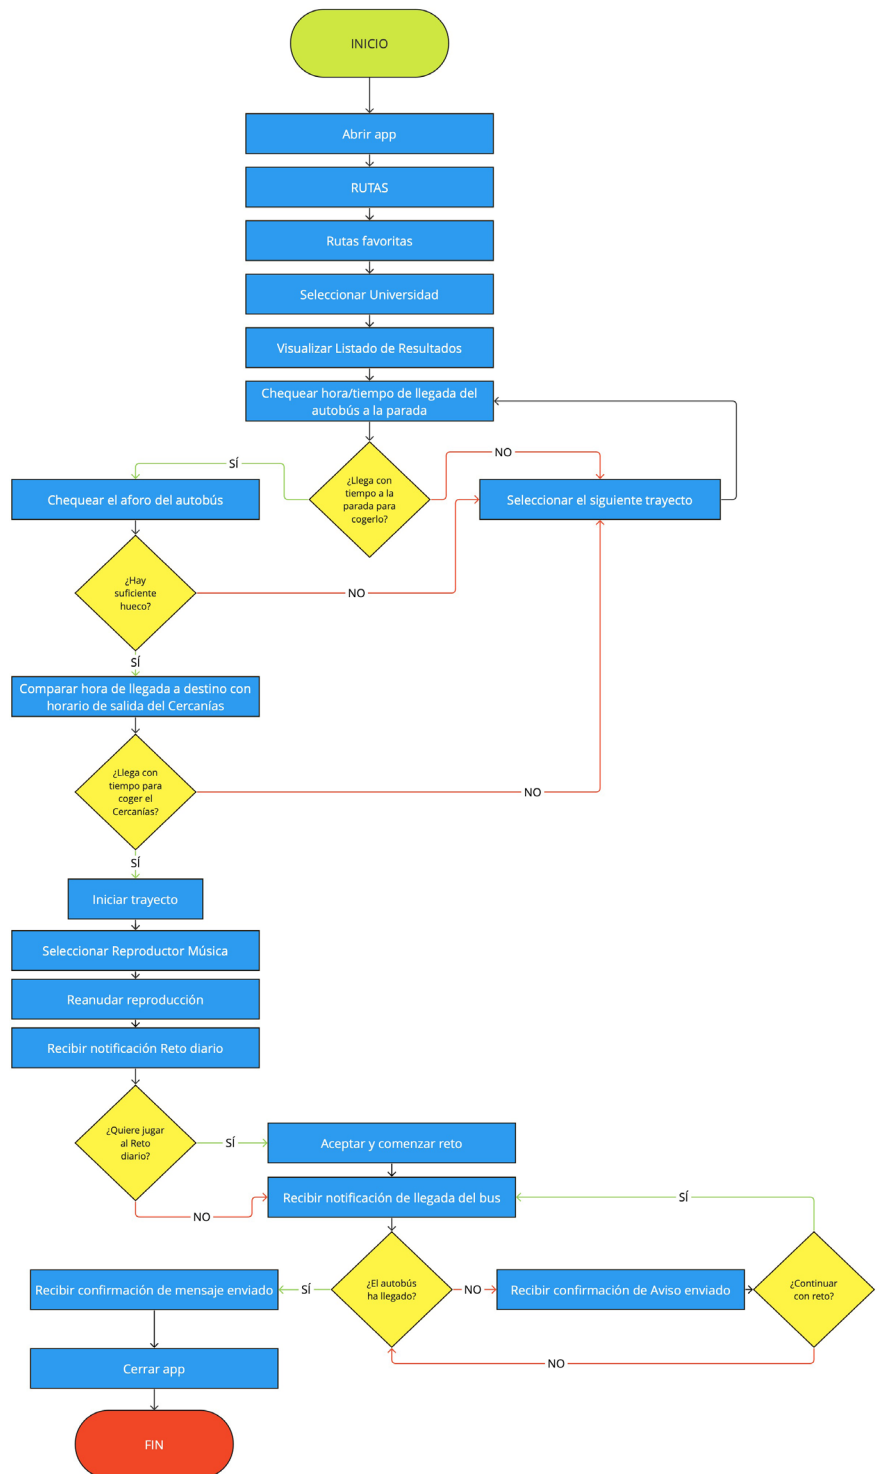 INICIO
Abrir app
RUTAS
Rutas favoritas
Seleccionar Universidad
Visualizar Listado de Resultados
Chequear hora/tiempo de llegada del
autobús a la parada
¿Llega con
tiempo a la
parada para
cogerlo?
SÍ
NO
Chequear el aforo del autobús
Seleccionar el siguiente trayecto
¿Hay
suficiente
hueco?
NO
SÍ
Comparar hora de llegada a destino con
horario de salida del Cercanías
¿Llega con
tiempo para
coger el
Cercanías?
NO
SÍ
Iniciar trayecto
Seleccionar Reproductor Música
Reanudar reproducción
Recibir notificación Reto diario
¿Quiere jugar
al Reto
diario?
SÍ
Aceptar y comenzar reto
NO
Recibir notificación de llegada del bus
SÍ
¿El autobús
ha llegado?
SÍ
Recibir confirmación de mensaje enviado
NO
Recibir confirmación de Aviso enviado
¿Continuar
con reto?
NO
Cerrar app
FIN